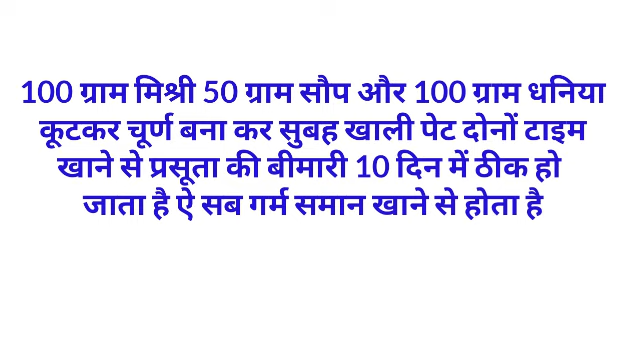 100 ग्राम मिश्री 50 ग्राम सौप और 100 ग्राम धनिया
कूटकर चूर्ण बना कर सुबह खाली पेट दोनों टाइम
खाने से प्रसूता की बीमारी 10 दिन में ठीक हो
जाता है ऐ सब गर्म समान खाने से होता है